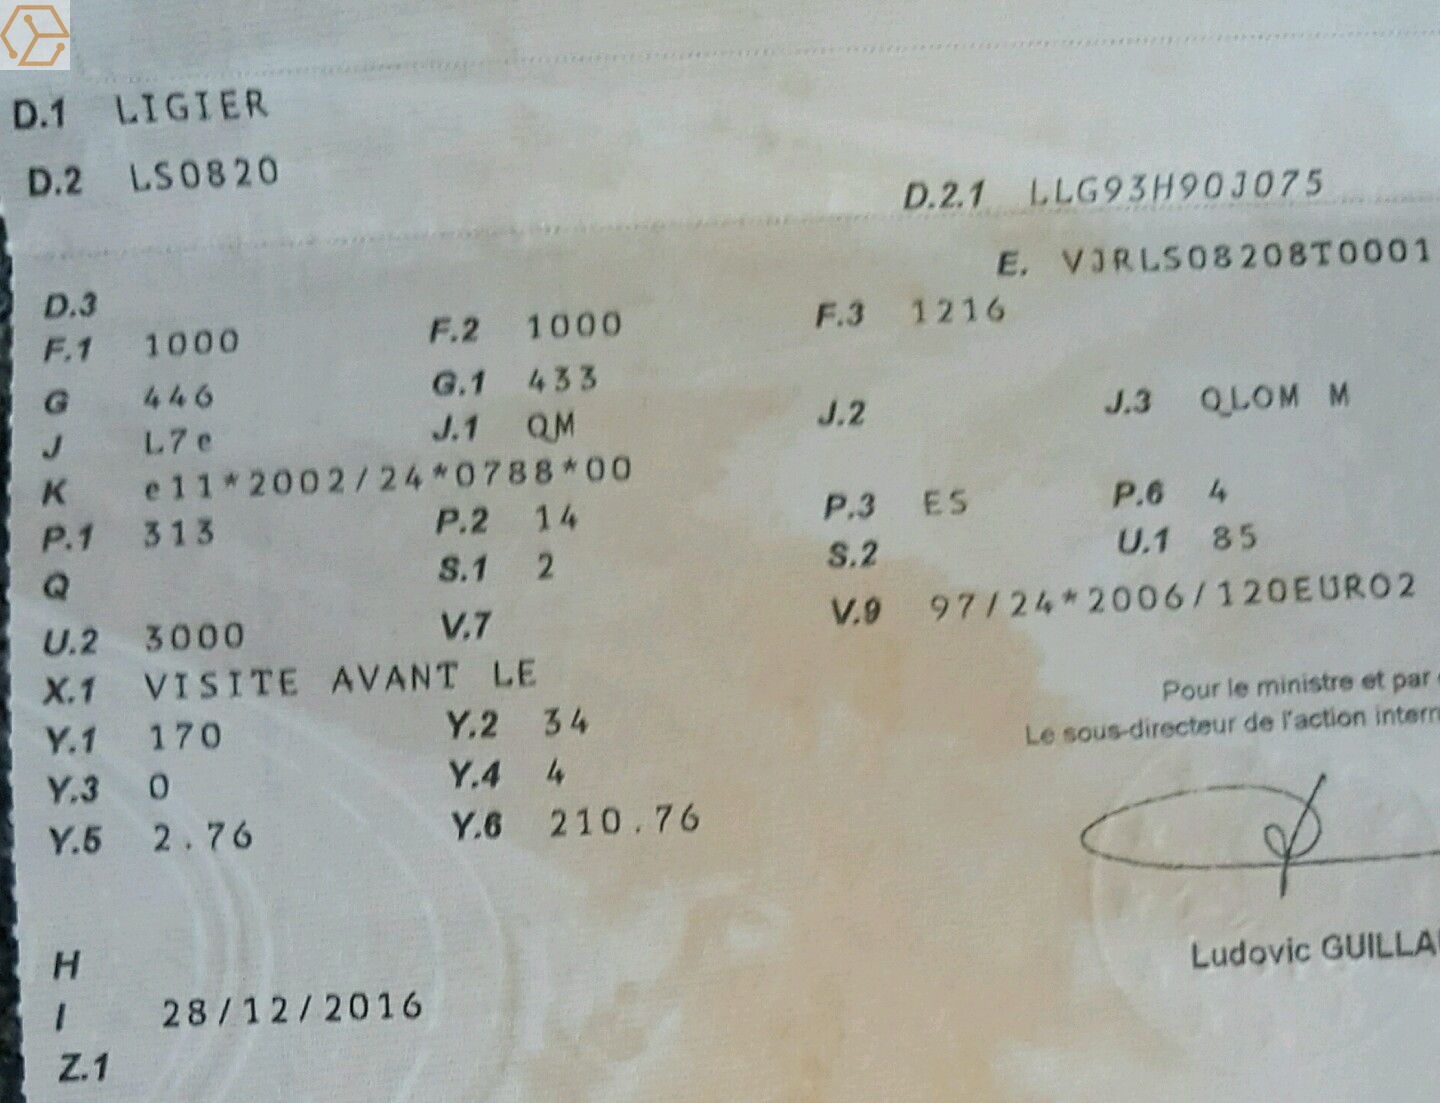 D.1 LIGIER
D.2 LS0820
D.2.1 LLG93H90J075
E. VJRLS08208T0001
D.3
F.1 1000 F.2 1000 F.3 1216
G 446 G.1 433
J L7e J.1 QM J.2 J.3 QLOM M
K e11*2002/24*0788*00
P.1 313 P.2 14 P.3 ES P.6 4
Q S.1 2 S.2 U.1 85
U.2 3000 V.7 V.9 97/24*2006/120EURO2
X.1 VISITE AVANT LE
Pour le ministre et par
Y.1 170 Y.2 34
Le sous-directeur de l'action intern
Y.3 0 Y.4 4
Y.5 2.76 Y.6 210.76
Ludovic GUILLA
H
I 28/12/2016
Z.1